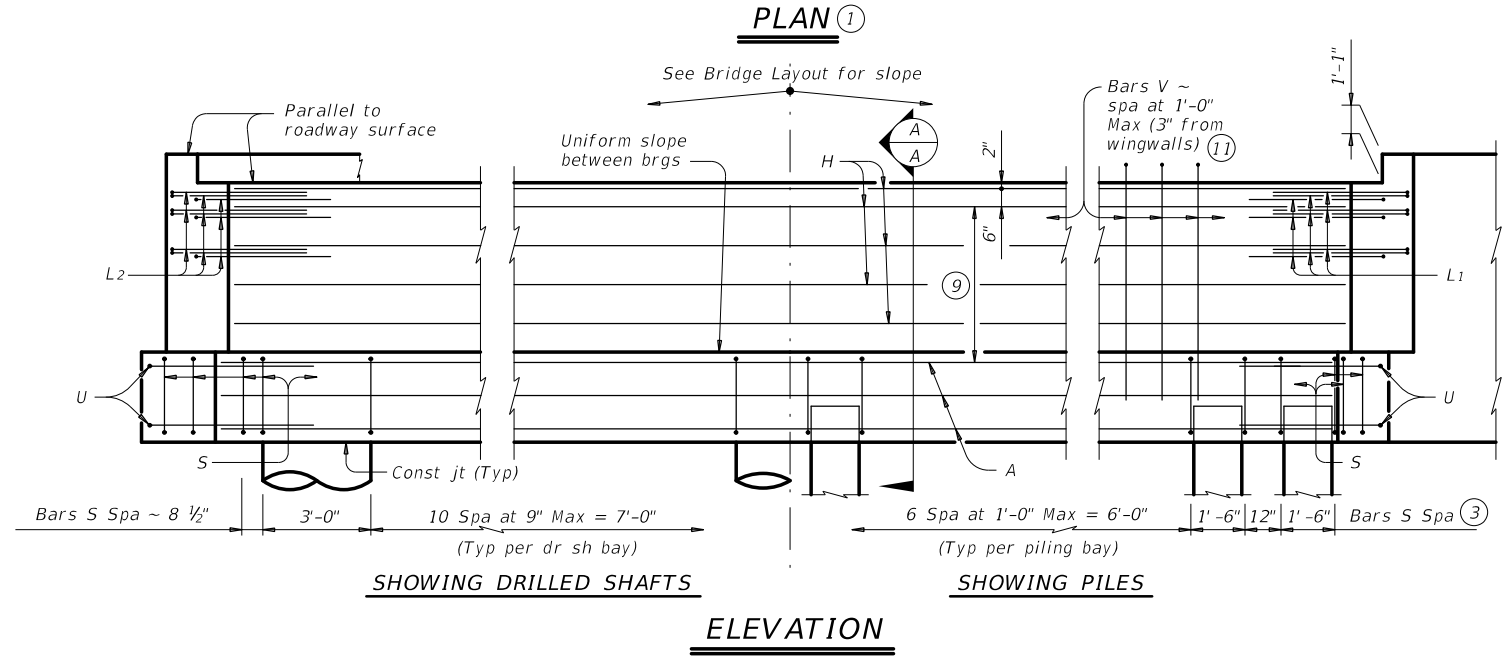 PLAN 1
See Bridge Layout for slope
Parallel to
roadway surface
Uniform slope
between brgs
H
A
A
2"
6"
Bars V ~
spa at 1'-0"
Max (3" from
wingwalls) 11
1'-1"
L2
9
L1
U
S
Const jt (Typ)
A
S
U
Bars S Spa ~ 8 ½"
3'-0"
10 Spa at 9" Max = 7'-0"
(Typ per dr sh bay)
6 Spa at 1'-0" Max = 6'-0"
(Typ per piling bay)
1'-6"
12"
1'-6"
Bars S Spa 3
SHOWING DRILLED SHAFTS
SHOWING PILES
ELEVATION